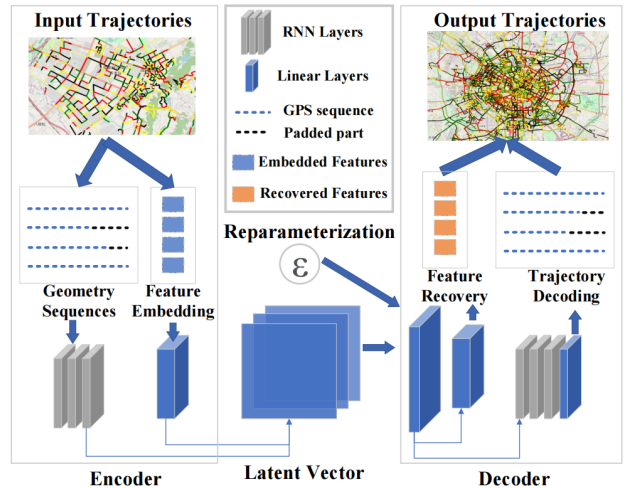 Input Trajectories
RNN Layers
Linear Layers
GPS sequence
Padded part
Embedded Features
Recovered Features
Output Trajectories
Reparameterization
ε
Geometry
Sequences
Feature
Embedding
Feature
Recovery
Trajectory
Decoding
Encoder
Latent Vector
Decoder